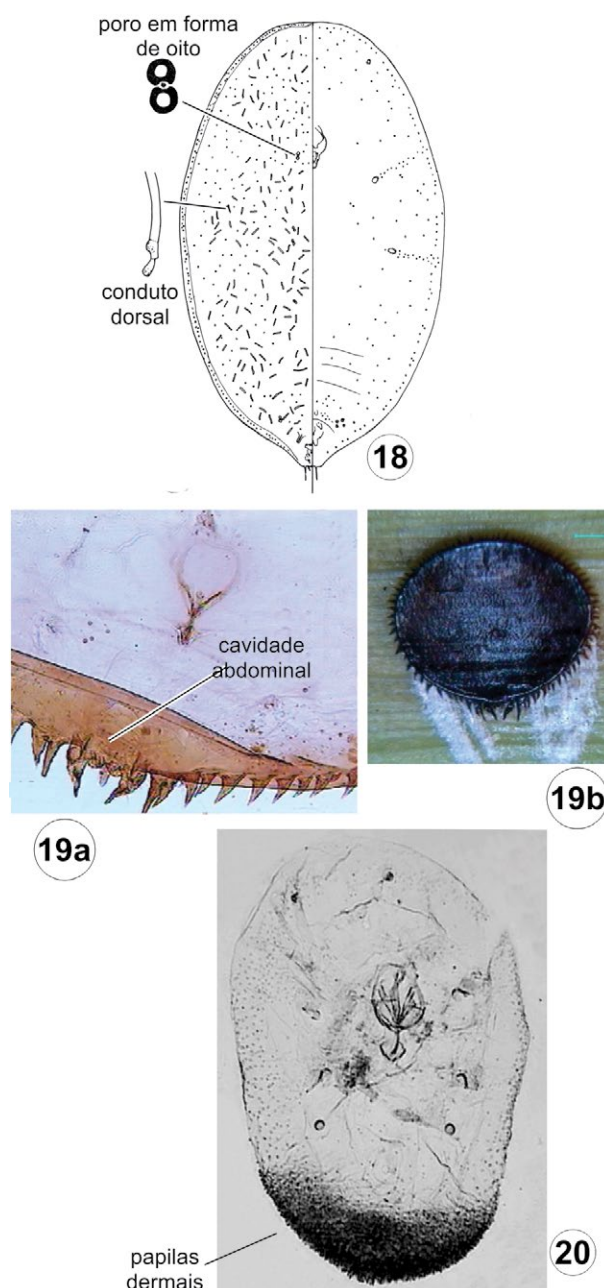 poro em forma
de oito
conduto
dorsal
18
cavidade
abdominal
19a
19b
20
papilas
dermais